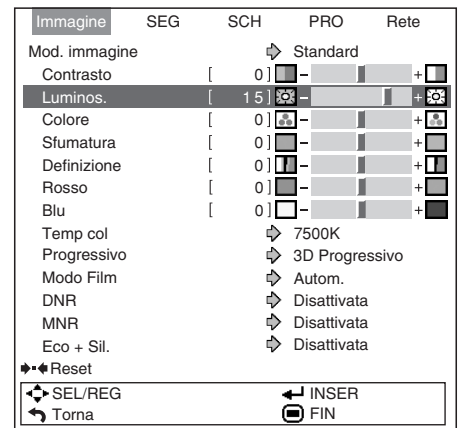 Immagine SEG SCH PRO Rete
Mod. immagine Standard
Contrasto [ 0] - +
Luminos. [ 15] - +
Colore [ 0] - +
Sfumatura [ 0] - +
Definizione [ 0] - +
Rosso [ 0] - +
Blu [ 0] - +
Temp col 7500K
Progressivo 3D Progressivo
Modo Film Autom.
DNR Disattivata
MNR Disattivata
Eco + Sil. Disattivata
Reset
SEL/REG INSER
Torna FIN